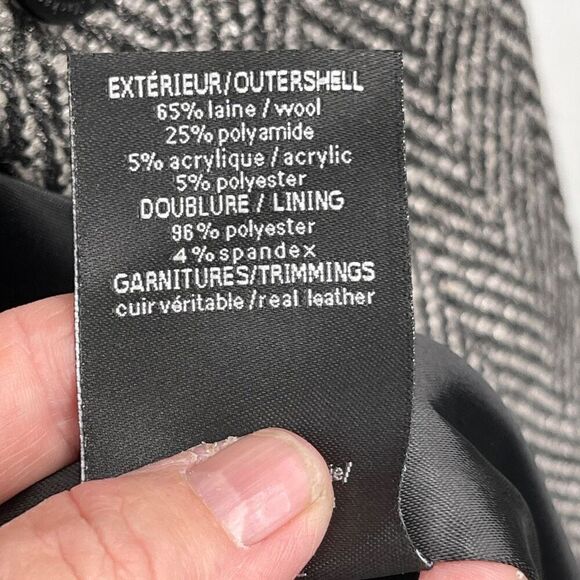 EXTÉRIEUR/OUTERSHELL
65% laine / wool
25% polyamide
5% acrylique / acrylic
5% polyester
DOUBLURE / LINING
96% polyester
4% spandex
GARNITURES/TRIMMINGS
cuir véritable /real leather